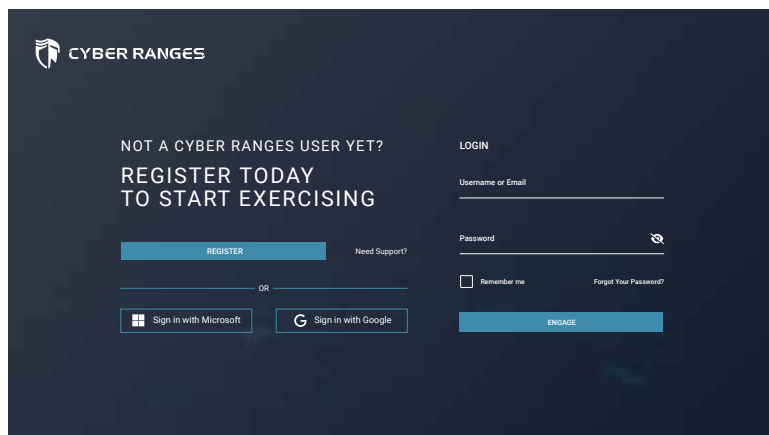 CYBER RANGES
NOT A CYBER RANGES USER YET?
REGISTER TODAY
TO START EXERCISING
REGISTER
Need Support?
OR
Sign in with Microsoft
Sign in with Google
LOGIN
Username or Email
Password
Remember me
Forgot Your Password?
ENGAGE